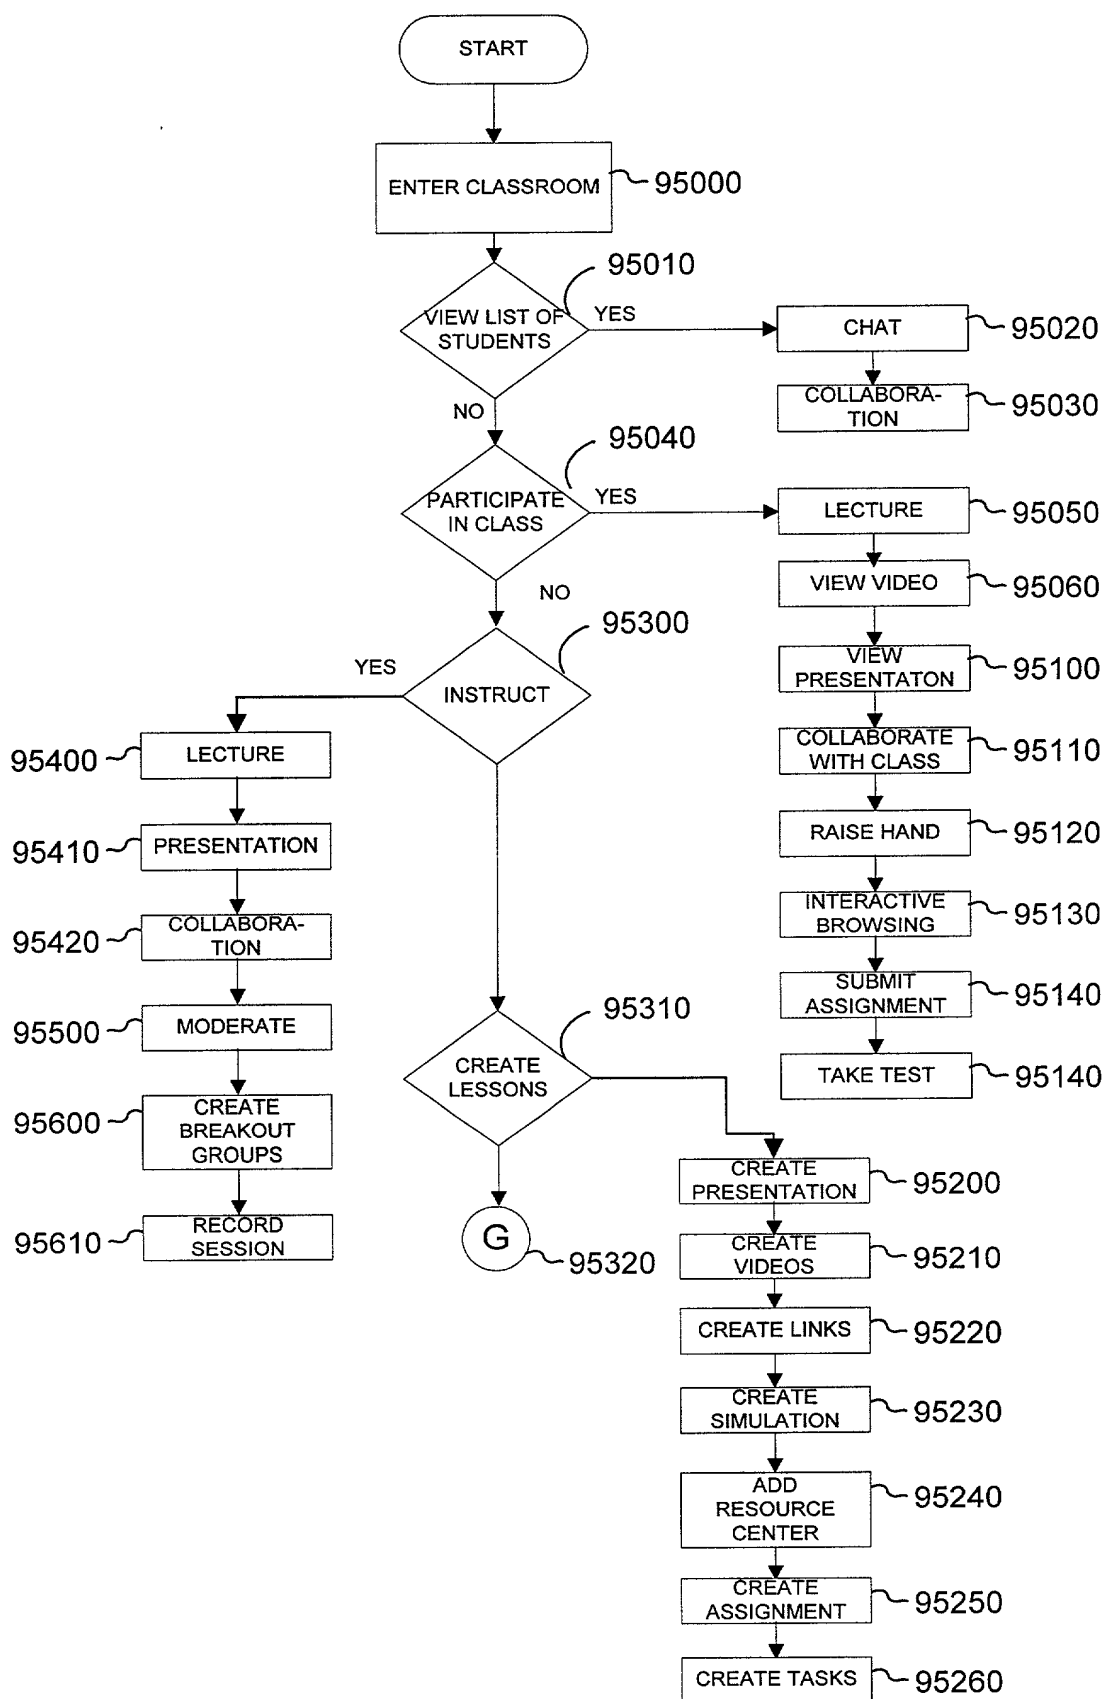 START
ENTER CLASSROOM
95000
95010
VIEW LIST OF
STUDENTS
YES
CHAT
95020
COLLABORA-
TION
95030
NO
95040
PARTICIPATE
IN CLASS
YES
LECTURE
95050
VIEW VIDEO
95060
NO
95300
INSTRUCT
YES
VIEW
PRESENTATON
95100
COLLABORATE
WITH CLASS
95110
RAISE HAND
95120
INTERACTIVE
BROWSING
95130
SUBMIT
ASSIGNMENT
95140
TAKE TEST
95140
95400
LECTURE
95410
PRESENTATION
95420
COLLABORA-
TION
95500
MODERATE
95600
CREATE
BREAKOUT
GROUPS
95610
RECORD
SESSION
95310
CREATE
LESSONS
G
95320
CREATE
PRESENTATION
95200
CREATE
VIDEOS
95210
CREATE LINKS
95220
CREATE
SIMULATION
95230
ADD
RESOURCE
CENTER
95240
CREATE
ASSIGNMENT
95250
CREATE TASKS
95260